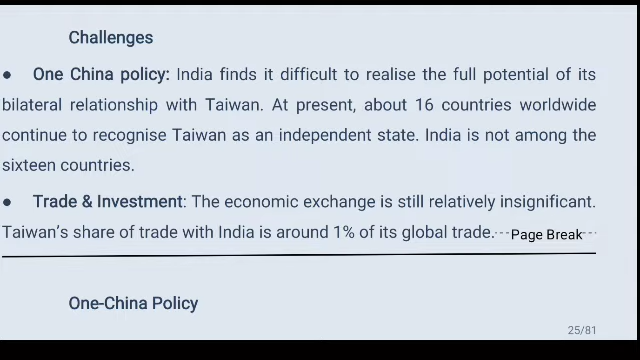 Challenges
● One China policy: India finds it difficult to realise the full potential of its
bilateral relationship with Taiwan. At present, about 16 countries worldwide
continue to recognise Taiwan as an independent state. India is not among the
sixteen countries.
● Trade & Investment: The economic exchange is still relatively insignificant.
Taiwan's share of trade with India is around 1% of its global trade.---Page Break--
One-China Policy
25/81